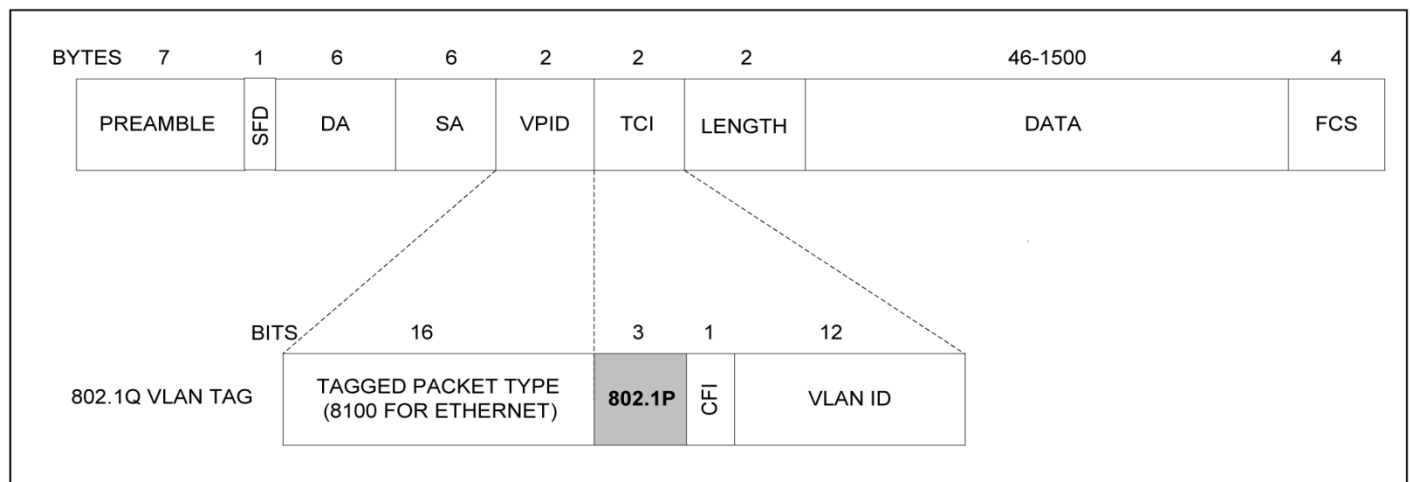 BYTES 7 1 6 6 2 2 2 46-1500 4
PREAMBLE SFD DA SA VPID TCI LENGTH DATA FCS
BITS 16 3 1 12
802.1Q VLAN TAG TAGGED PACKET TYPE (8100 FOR ETHERNET) 802.1P CFI VLAN ID